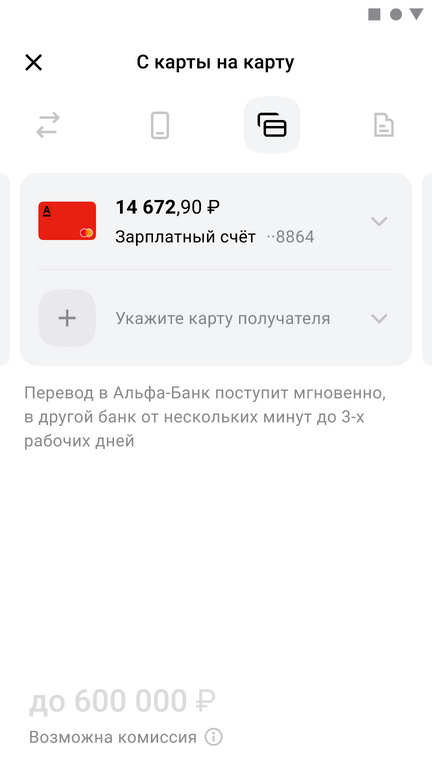 С карты на карту
А
14 672,90 ₽
Зарплатный счёт ··8864
Укажите карту получателя
Перевод в Альфа-Банк поступит мгновенно,
в другой банк от нескольких минут до 3-х
рабочих дней
до 600 000 ₽
Возможна комиссия